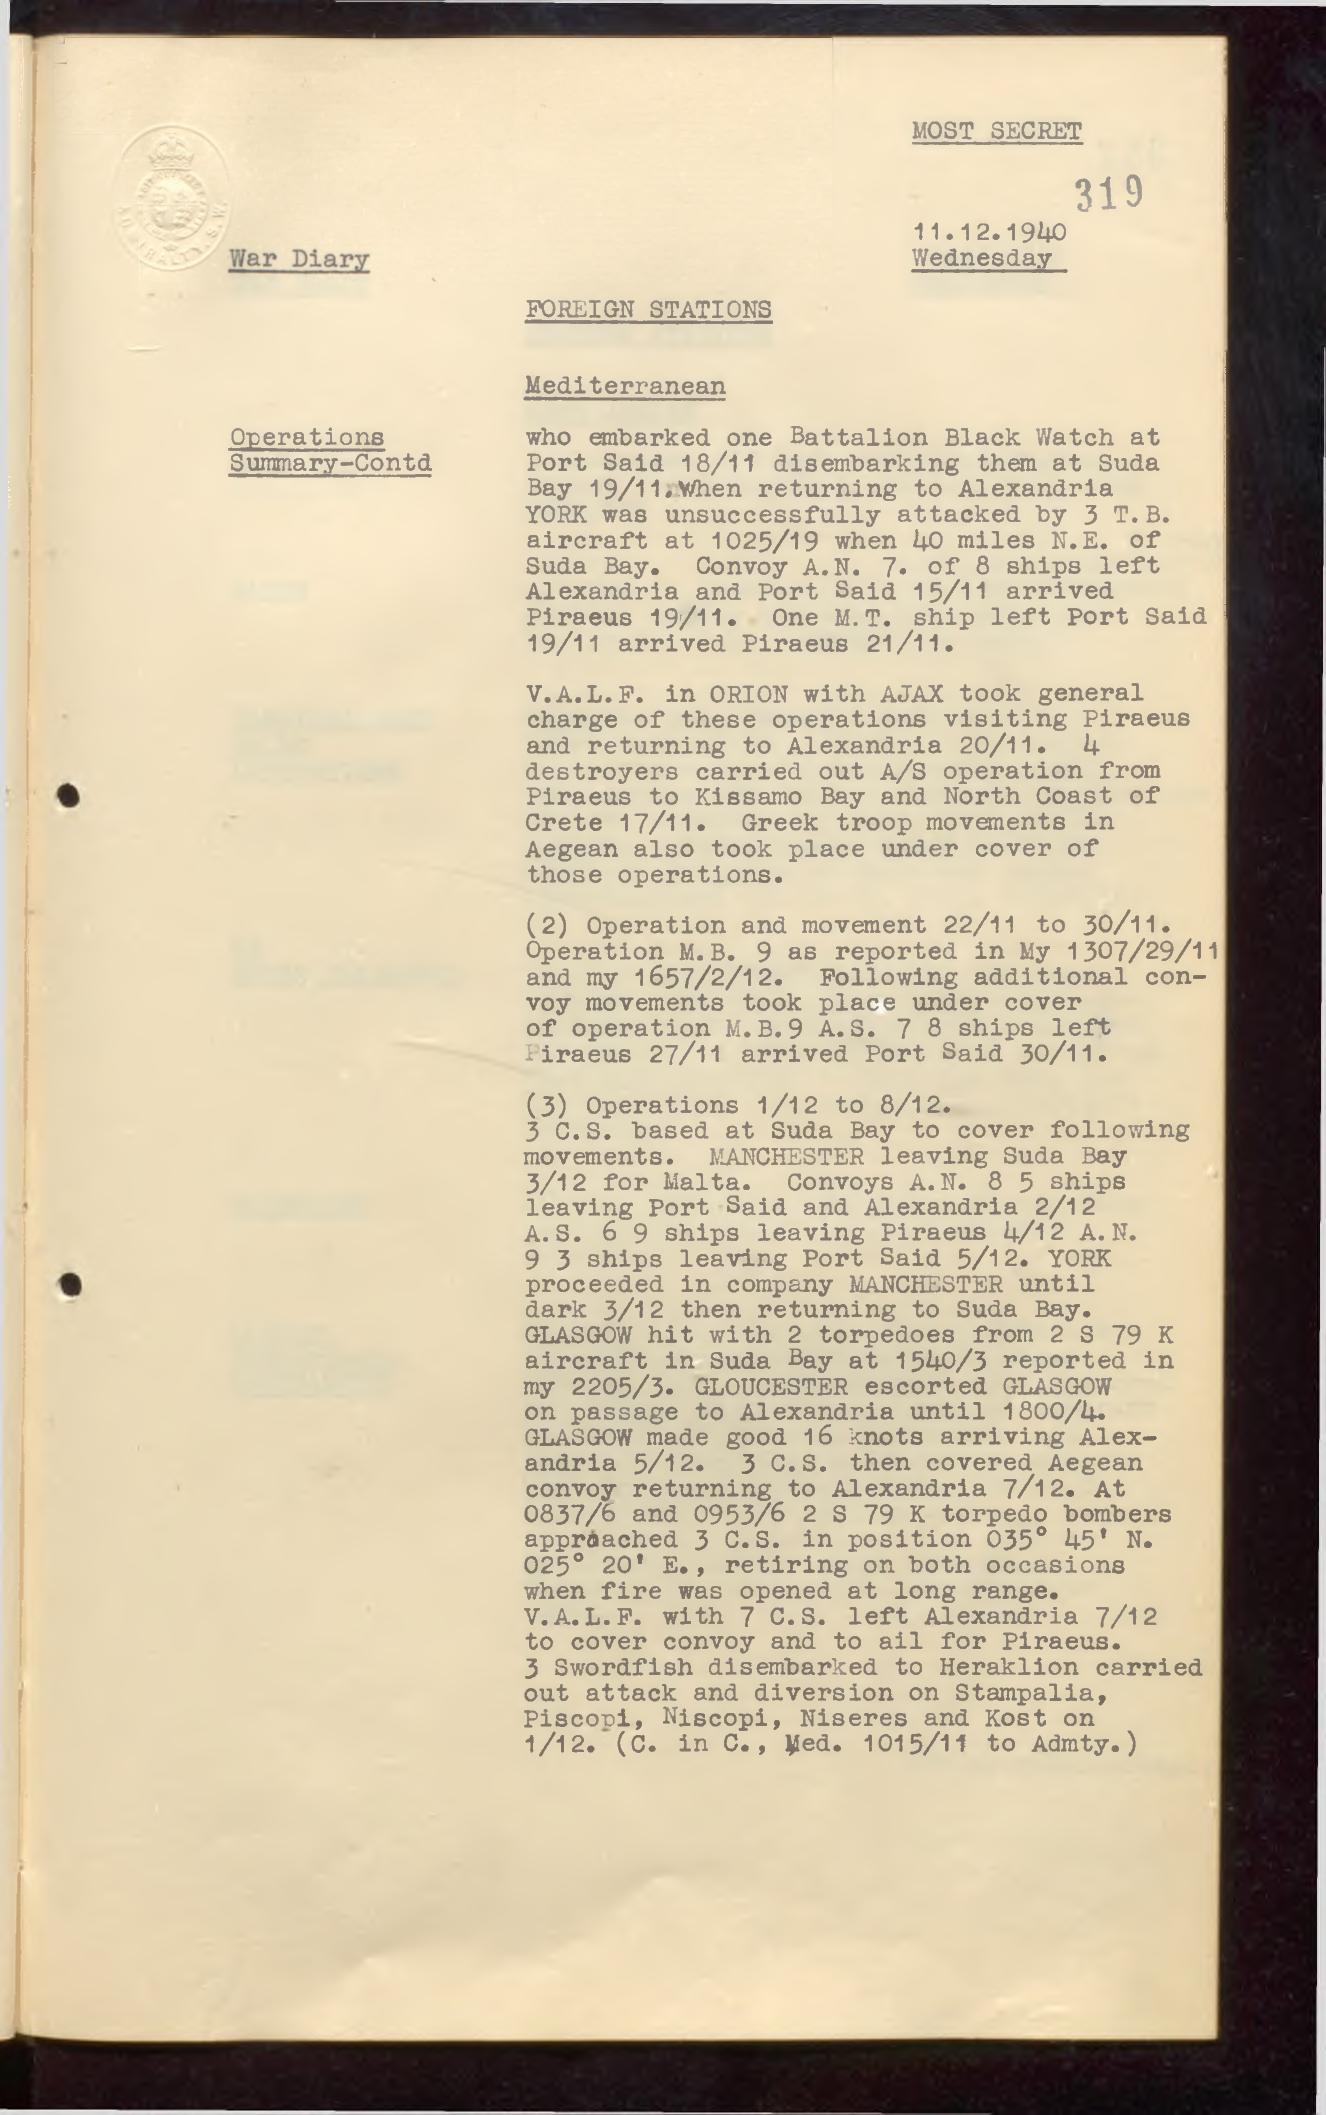 MOST SECRET
319
11.12.1940
War Diary
Wednesday
FOREIGN STATIONS
Mediterranean
Operations
Summary-Contd
who embarked one Battalion Black Watch at
Port Said 18/11 disembarking them at Suda
Bay 19/11. When returning to Alexandria
YORK was unsuccessfully attacked by 3 T.B.
aircraft at 1025/19 when 40 miles N.E. of
Suda Bay. Convoy A.N. 7. of 8 ships left
Alexandria and Port Said 15/11 arrived
Piraeus 19/11. One M.T. ship left Port Said
19/11 arrived Piraeus 21/11.
V.A.L.F. in ORION with AJAX took general
charge of these operations visiting Piraeus
and returning to Alexandria 20/11. 4
destroyers carried out A/S operation from
Piraeus to Kissamo Bay and North Coast of
Crete 17/11. Greek troop movements in
Aegean also took place under cover of
those operations.
(2) Operation and movement 22/11 to 30/11.
Operation M.B. 9 as reported in My 1307/29/11
and my 1657/2/12. Following additional con-
voy movements took place under cover
of operation M.B.9 A.S. 7 8 ships left
Piraeus 27/11 arrived Port Said 30/11.
(3) Operations 1/12 to 8/12.
3 C.S. based at Suda Bay to cover following
movements. MANCHESTER leaving Suda Bay
3/12 for Malta. Convoys A.N. 8 5 ships
leaving Port Said and Alexandria 2/12
A.S. 6 9 ships leaving Piraeus 4/12 A.N.
9 3 ships leaving Port Said 5/12. YORK
proceeded in company MANCHESTER until
dark 3/12 then returning to Suda Bay.
GLASGOW hit with 2 torpedoes from 2 S 79 K
aircraft in Suda Bay at 1540/3 reported in
my 2205/3. GLOUCESTER escorted GLASGOW
on passage to Alexandria until 1800/4.
GLASGOW made good 16 knots arriving Alex-
andria 5/12. 3 C.S. then covered Aegean
convoy returning to Alexandria 7/12. At
0837/6 and 0953/6 2 S 79 K torpedo bombers
approached 3 C.S. in position 035° 45' N.
025° 20' E., retiring on both occasions
when fire was opened at long range.
V.A.L.F. with 7 C.S. left Alexandria 7/12
to cover convoy and to ail for Piraeus.
3 Swordfish disembarked to Heraklion carried
out attack and diversion on Stampalia,
Piscopi, Niscopi, Niseres and Kost on
1/12. (C. in C., Med. 1015/11 to Admty.)